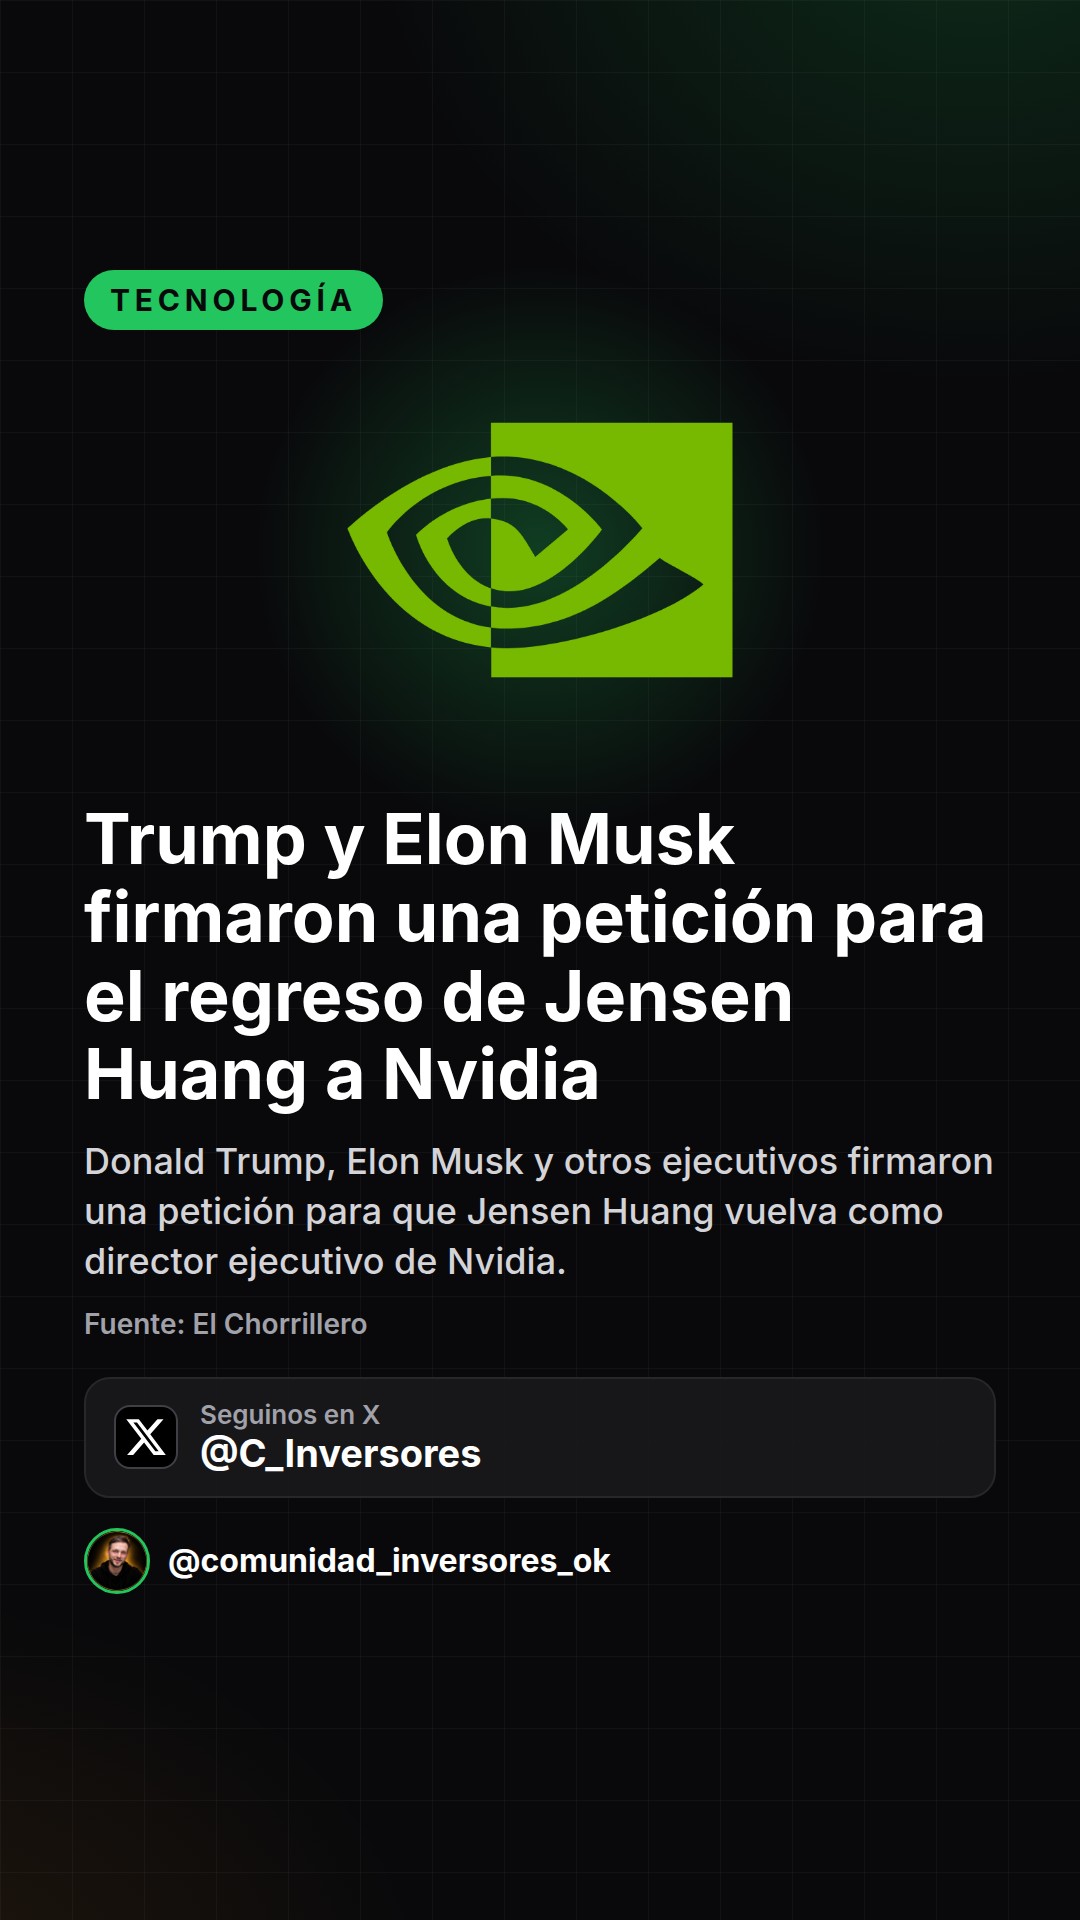 TECNOLOGÍA
Trump y Elon Musk
firmaron una petición para
el regreso de Jensen
Huang a Nvidia
Donald Trump, Elon Musk y otros ejecutivos firmaron
una petición para que Jensen Huang vuelva como
director ejecutivo de Nvidia.
Fuente: El Chorrillero
Seguinos en X
@C_Inversores
@comunidad_inversores_ok